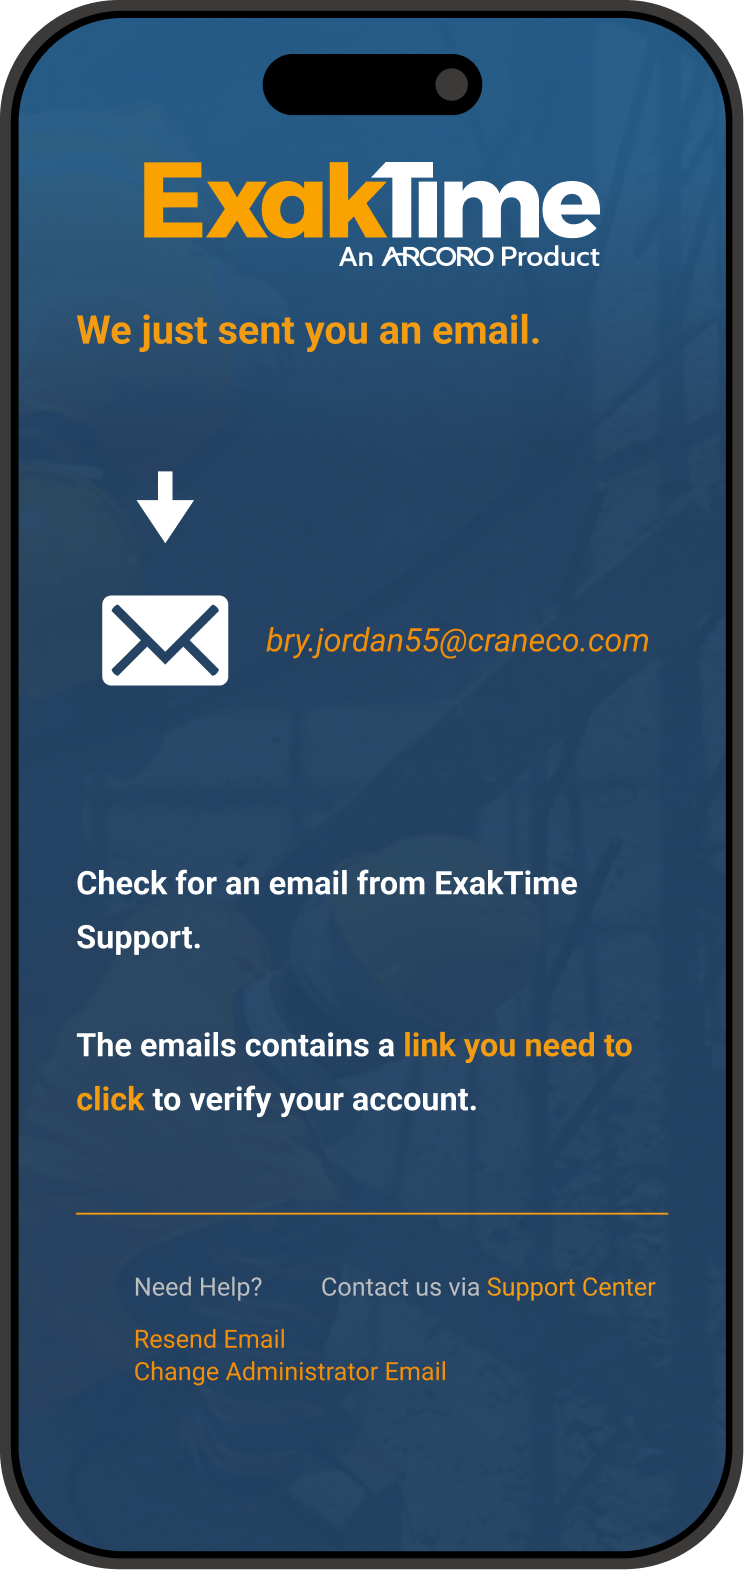 ExakTime
An ARCORO Product
We just sent you an email.
bry.jordan55@craneco.com
Check for an email from ExakTime
Support.
The emails contains a link you need to
click to verify your account.
Need Help? Contact us via Support Center
Resend Email
Change Administrator Email